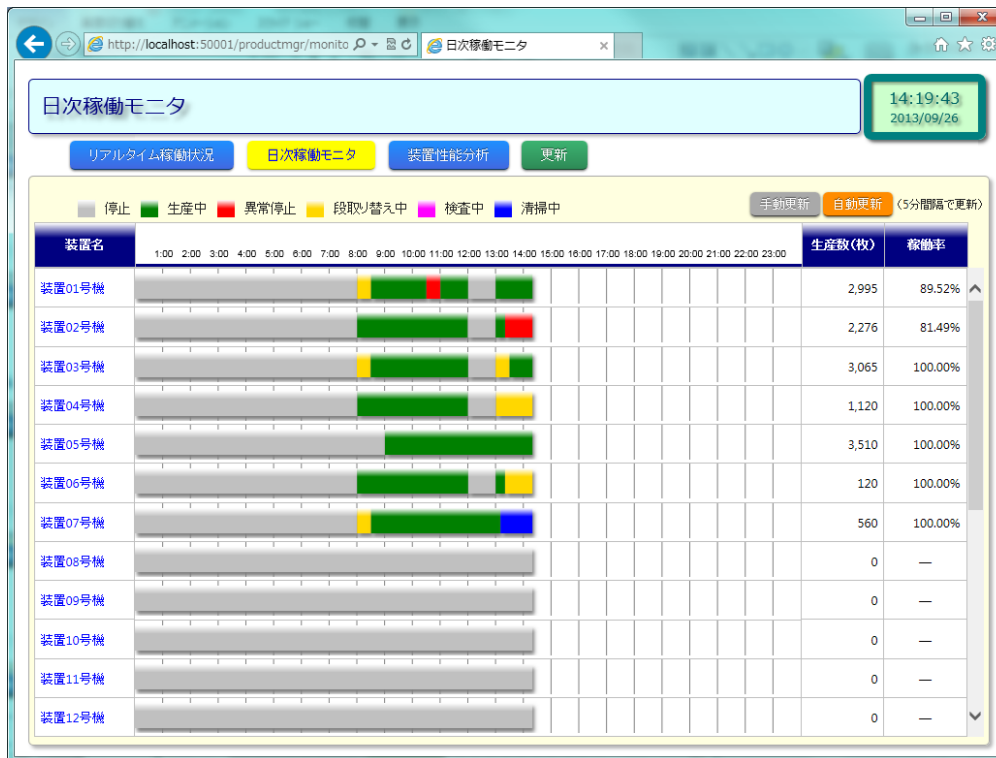 http://localhost:50001/productmgr/monito
日次稼働モニタ
日次稼働モニタ
14:19:43
2013/09/26
リアルタイム稼働状況 日次稼働モニタ 装置性能分析 更新
停止 生産中 異常停止 段取り替え中 検査中 清掃中 手動更新 自動更新 (5分間隔で更新)
装置名 1:00 2:00 3:00 4:00 5:00 6:00 7:00 8:00 9:00 10:00 11:00 12:00 13:00 14:00 15:00 16:00 17:00 18:00 19:00 20:00 21:00 22:00 23:00 生産数(枚)稼働率
装置01号機 2,995 89.52%
装置02号機 2,276 81.49%
装置03号機 3,065 100.00%
装置04号機 1,120 100.00%
装置05号機 3,510 100.00%
装置06号機 120 100.00%
装置07号機 560 100.00%
装置08号機 0 —
装置09号機 0 —
装置10号機 0 —
装置11号機 0 —
装置12号機 0 —